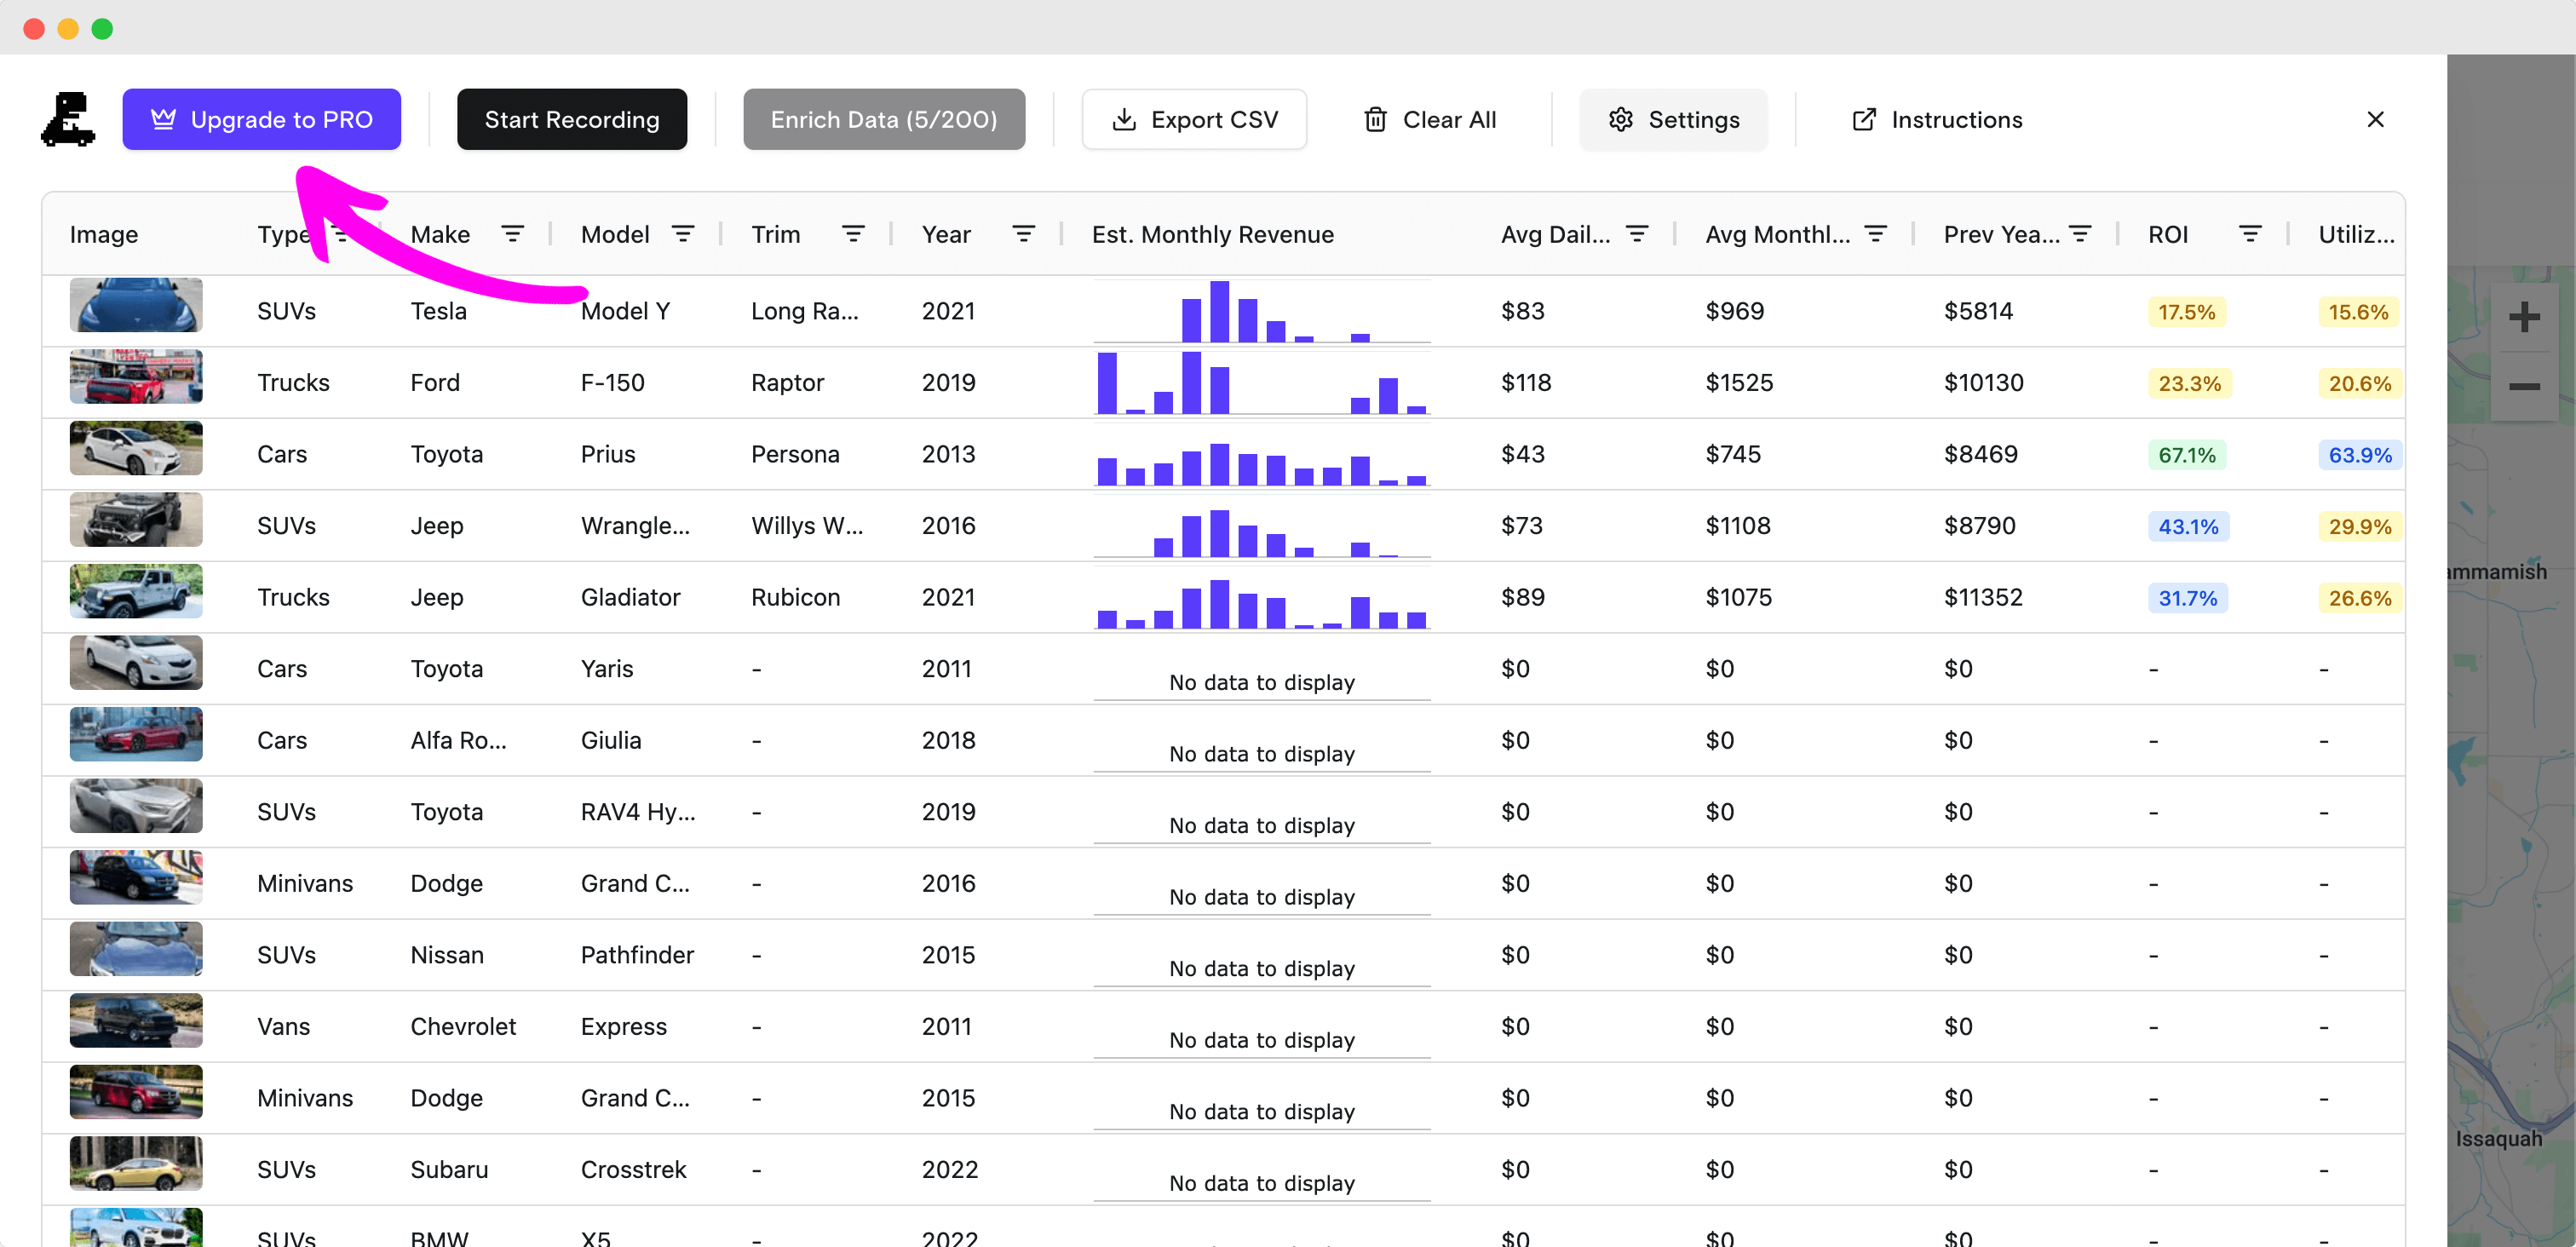 Upgrade to PRO Start Recording Enrich Data (5/200) Export CSV Clear All Settings Instructions
Image Type Make Model Trim Year Est. Monthly Revenue Avg Dail... Avg Monthl... Prev Yea... ROI Utiliz...
SUVs Tesla Model Y Long Ra... 2021 $83 $969 $5814 17.5% 15.6%
Trucks Ford F-150 Raptor 2019 $118 $1525 $10130 23.3% 20.6%
Cars Toyota Prius Persona 2013 $43 $745 $8469 67.1% 63.9%
SUVs Jeep Wrangle... Willys W... 2016 $73 $1108 $8790 43.1% 29.9%
ammamish
Trucks Jeep Gladiator Rubicon 2021 $89 $1075 $11352 31.7% 26.6%
Cars Toyota Yaris - 2011 No data to display $0 $0 $0 - -
Cars Alfa Ro... Giulia - 2018 No data to display $0 $0 $0 - -
SUVs Toyota RAV4 Hy... - 2019 No data to display $0 $0 $0 - -
Minivans Dodge Grand C... - 2016 No data to display $0 $0 $0 - -
SUVs Nissan Pathfinder - 2015 No data to display $0 $0 $0 - -
Vans Chevrolet Express - 2011 No data to display $0 $0 $0 - -
Minivans Dodge Grand C... - 2015 No data to display $0 $0 $0 - -
Issaquah
SUVs Subaru Crosstrek - 2022 No data to display $0 $0 $0 - -
SUVs BMW X5 - 2022 $0 $0 $0 - -